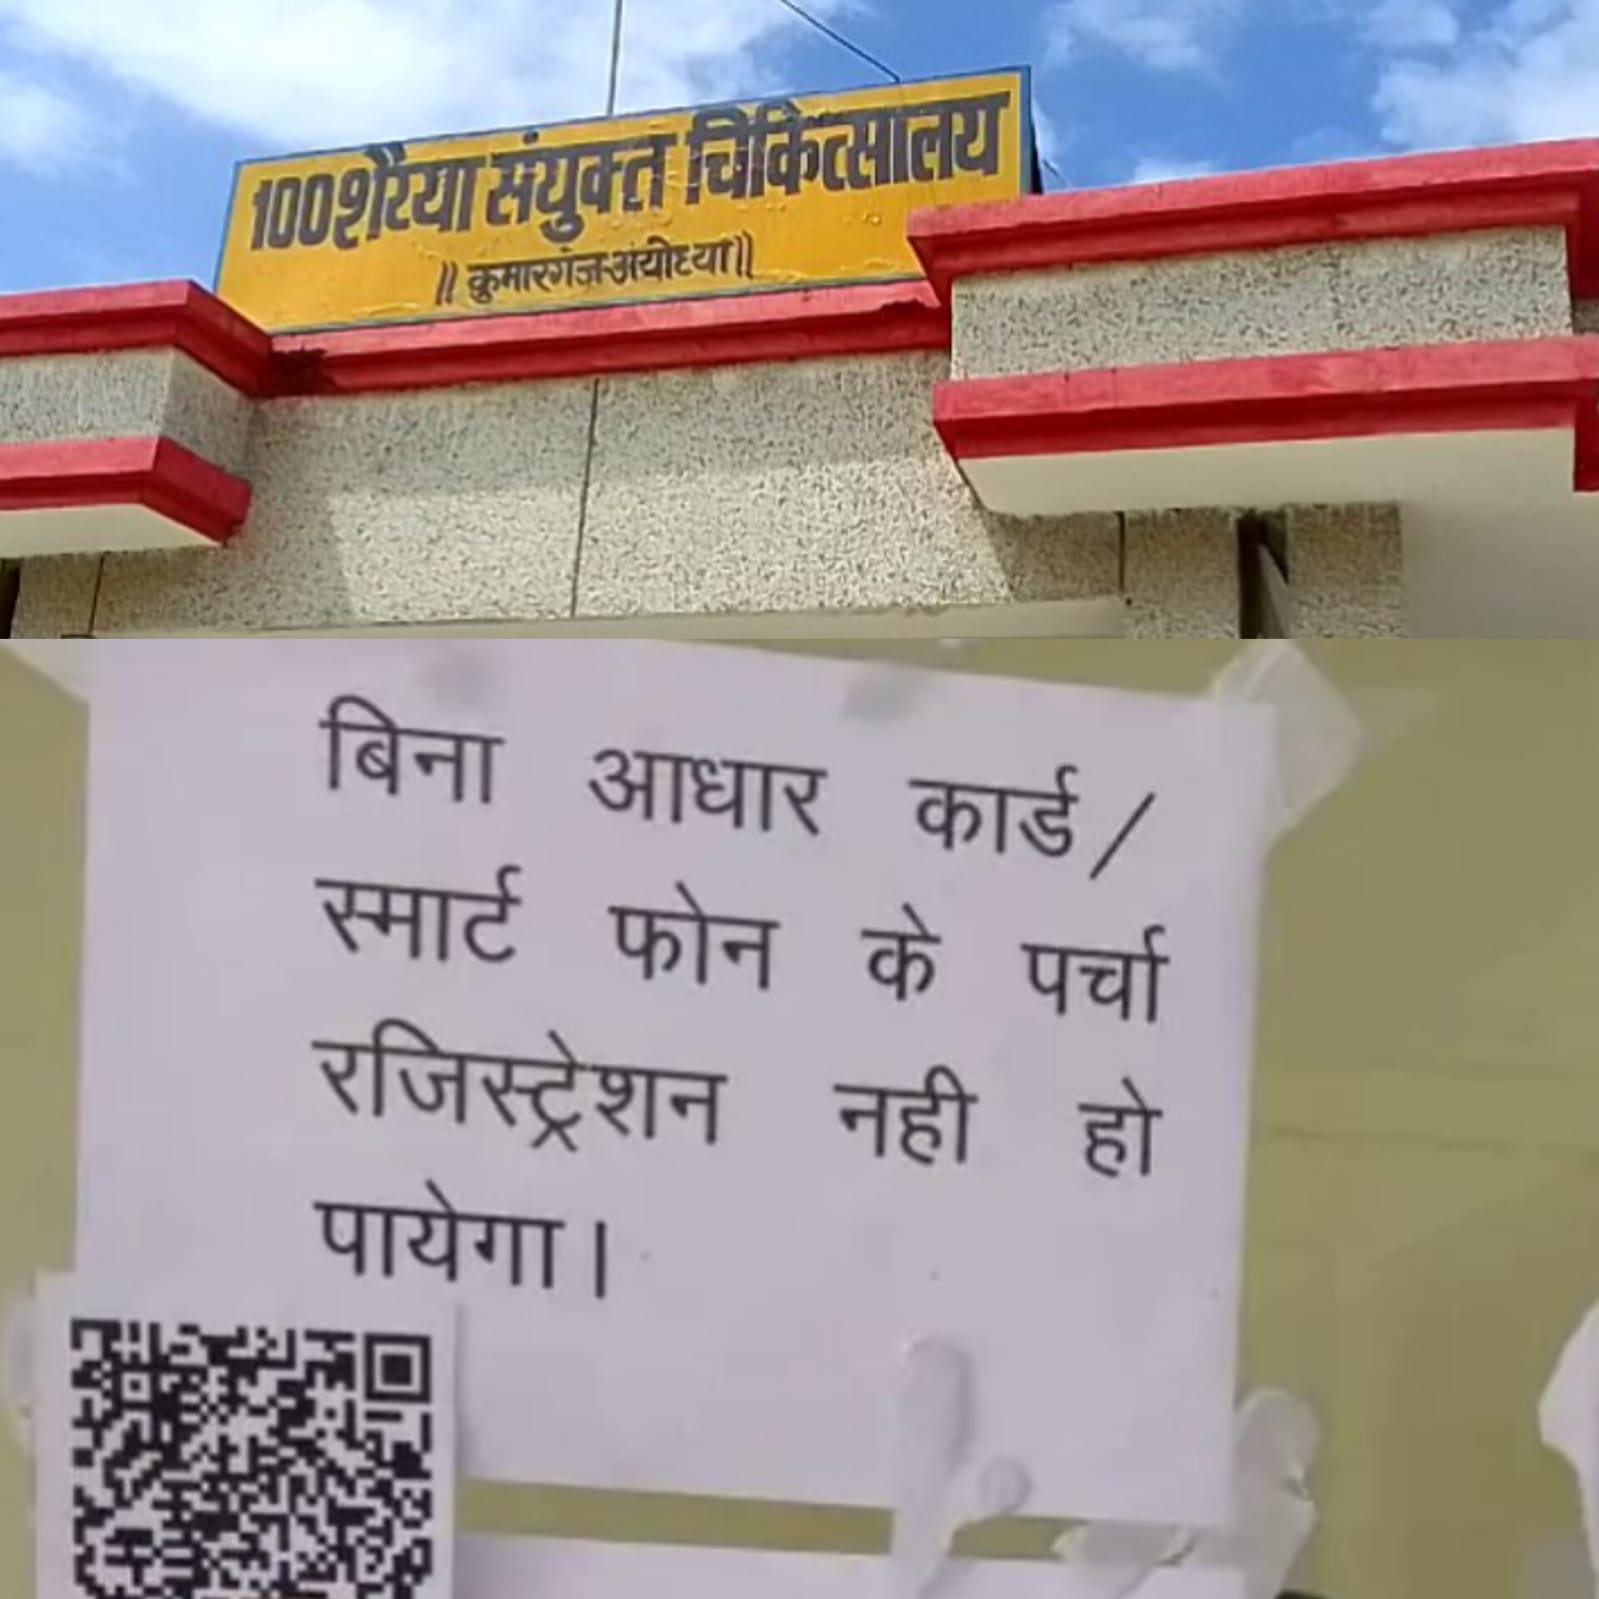 100शैरैय्या संयुक्त चिकित्सालय
॥ कुमारगंज-अयोध्या॥
बिना आधार कार्ड/
स्मार्ट फोन के पर्चा
रजिस्ट्रेशन नही हो
पायेगा।